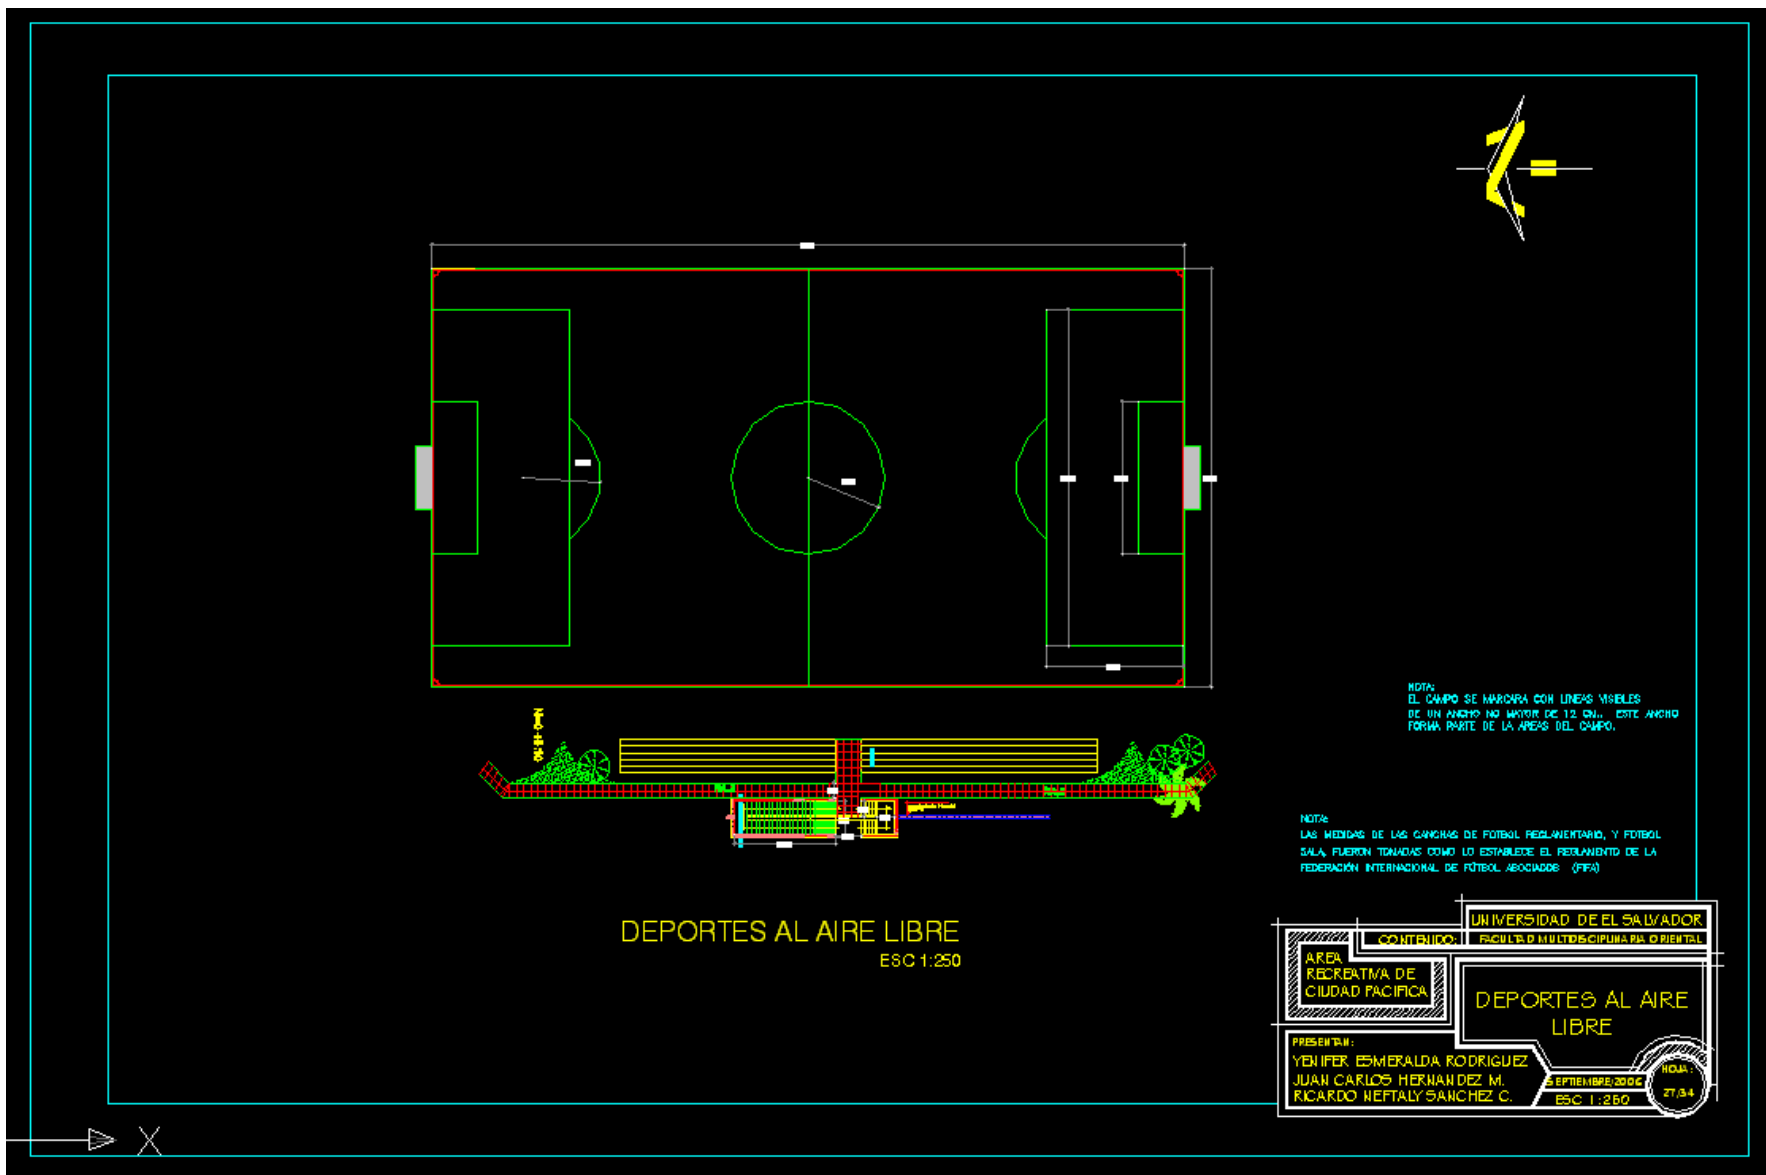 NOTA:
EL CAMPO SE MARCARA CON LINEAS VISIBLES
DE UN ANCHO NO MAYOR DE 12 CM.. ESTE ANCHO
FORMA PARTE DE LA AREAS DEL CAMPO.
NOTA:
LAS MEDIDAS DE LAS CANCHAS DE FOTBOL REGLAMENTARIO, Y FOTBOL
SALA, FUERON TOMADAS COMO LO ESTABLECE EL REGLAMENTO DE LA
FEDERACIÓN INTERNACIONAL DE FÚTBOL ASOCIADOS (FIFA)
DEPORTES AL AIRE LIBRE
ESC 1:250
UNIVERSIDAD DE EL SALVADOR
CONTENIDO:
FACULTAD MULTIDISCIPLINARIA ORIENTAL
AREA
RECREATIVA DE
CIUDAD PACIFICA
DEPORTES AL AIRE
LIBRE
PRESENTAN:
YENIFER ESMERALDA RODRIGUEZ
JUAN CARLOS HERNANDEZ M.
RICARDO NEFTALY SANCHEZ C.
SEPTIEMBRE/2006
ESC 1:250
HOJA:
27/34
X